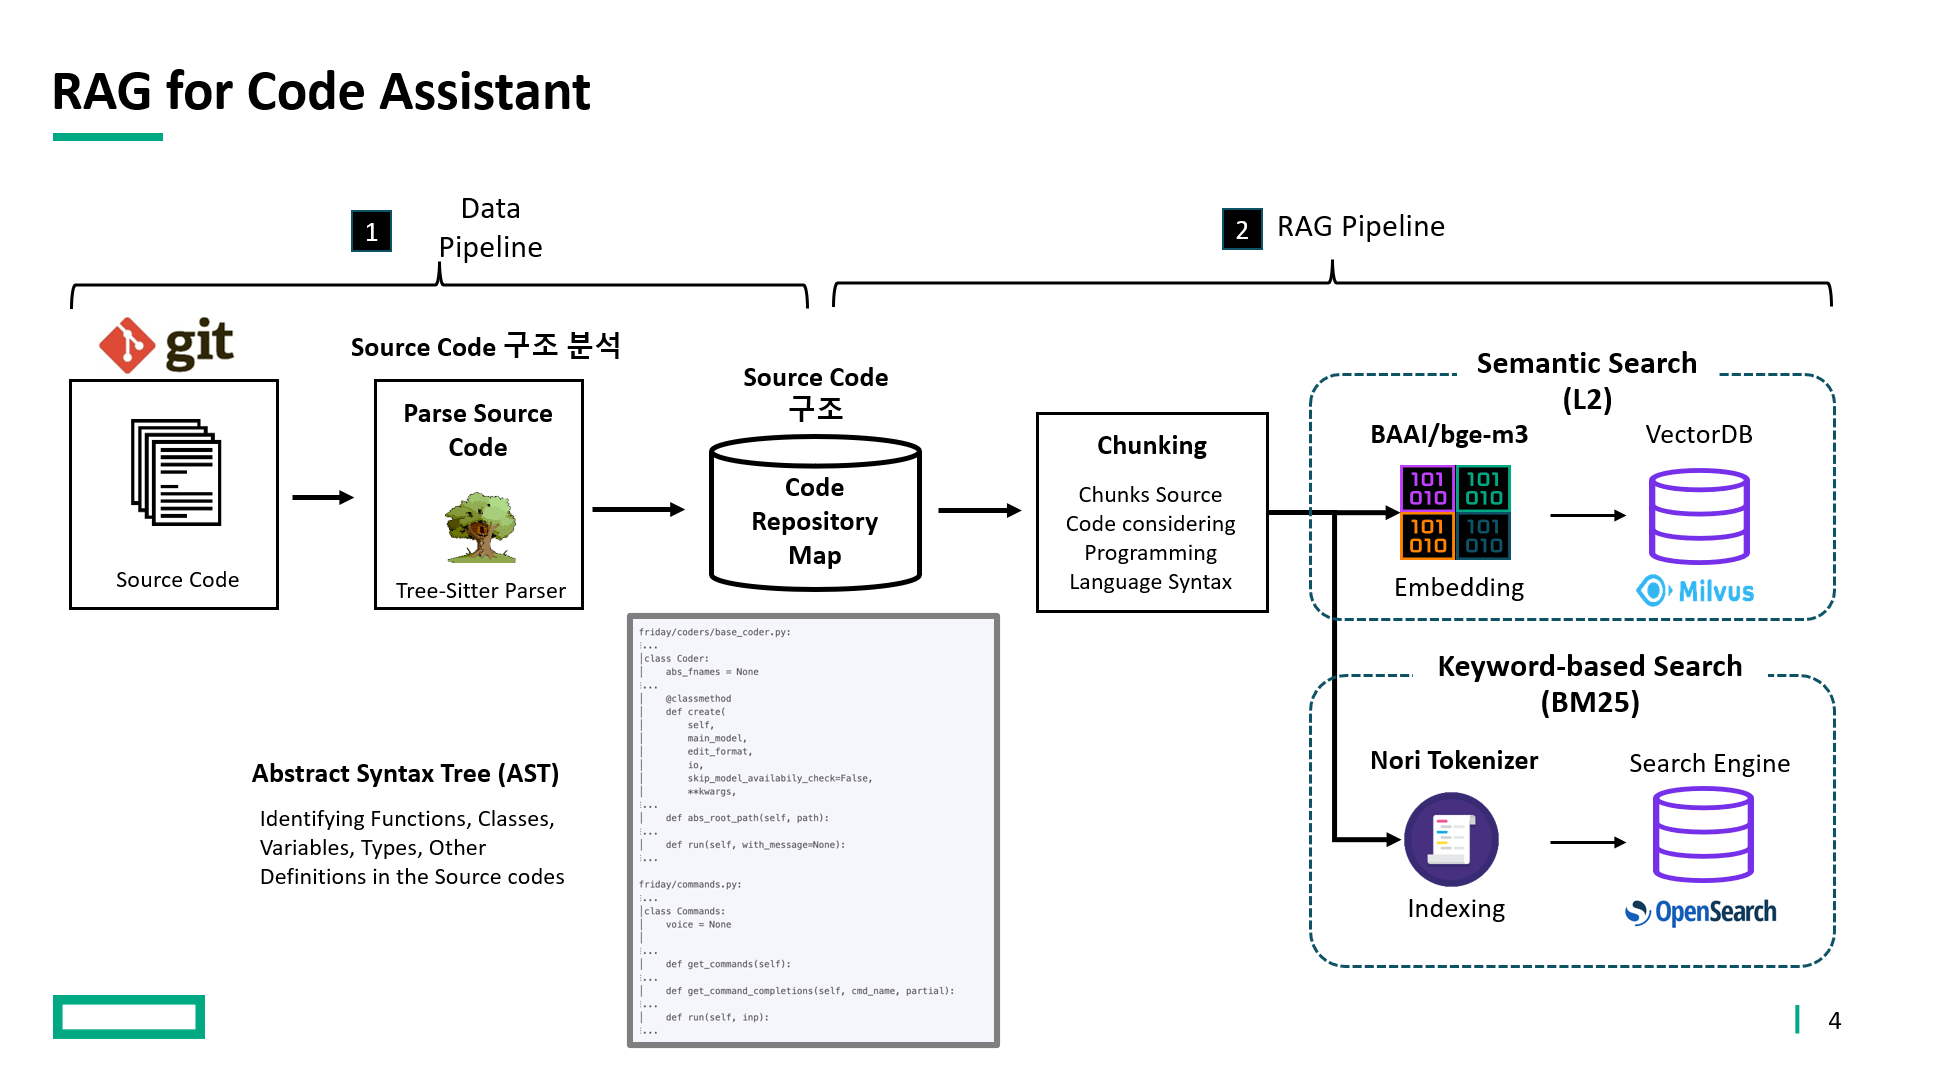 RAG for Code Assistant
1
Data
Pipeline
2
RAG Pipeline
git
Source Code
Source Code 구조 분석
Parse Source
Code
Tree-Sitter Parser
Source Code
구조
Code
Repository
Map
Chunking
Chunks Source
Code considering
Programming
Language Syntax
Semantic Search
(L2)
BAAI/bge-m3
101
010
101
010
101
010
101
010
Embedding
VectorDB
Milvus
Keyword-based Search
(BM25)
Nori Tokenizer
Indexing
Search Engine
OpenSearch
Abstract Syntax Tree (AST)
Identifying Functions, Classes,
Variables, Types, Other
Definitions in the Source codes
friday/coders/base_coder.py:
⋮...
│class Coder:
│    abs_fnames = None
⋮...
│    @classmethod
│    def create(
│        self,
│        main_model,
│        edit_format,
│        io,
│        skip_model_availabily_check=False,
│        **kwargs,
⋮...
│    def abs_root_path(self, path):
⋮...
│    def run(self, with_message=None):
⋮...
friday/commands.py:
⋮...
│class Commands:
│    voice = None
│
⋮...
│    def get_commands(self):
⋮...
│    def get_command_completions(self, cmd_name, partial):
⋮...
│    def run(self, inp):
⋮...
4